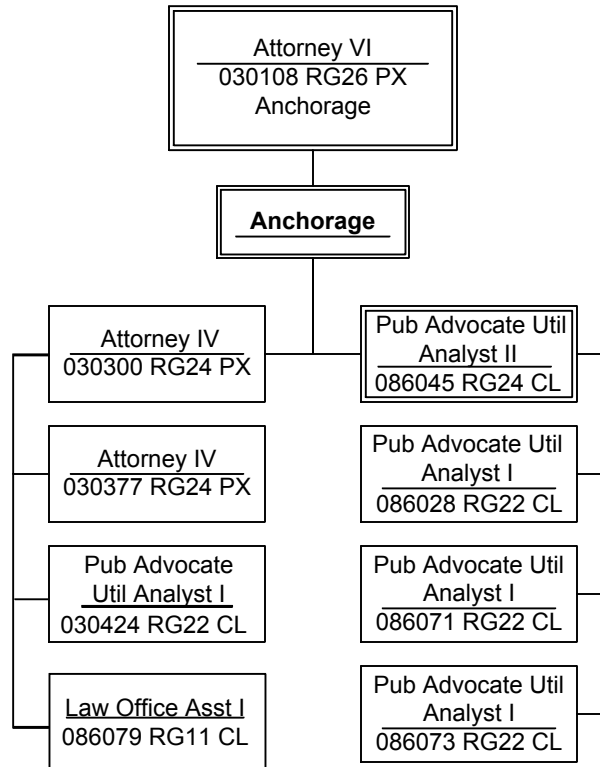 Attorney VI
030108 RG26 PX
Anchorage
Anchorage
Attorney IV
030300 RG24 PX
Attorney IV
030377 RG24 PX
Pub Advocate
Util Analyst I
030424 RG22 CL
Law Office Asst I
086079 RG11 CL
Pub Advocate Util
Analyst II
086045 RG24 CL
Pub Advocate Util
Analyst I
086028 RG22 CL
Pub Advocate Util
Analyst I
086071 RG22 CL
Pub Advocate Util
Analyst I
086073 RG22 CL